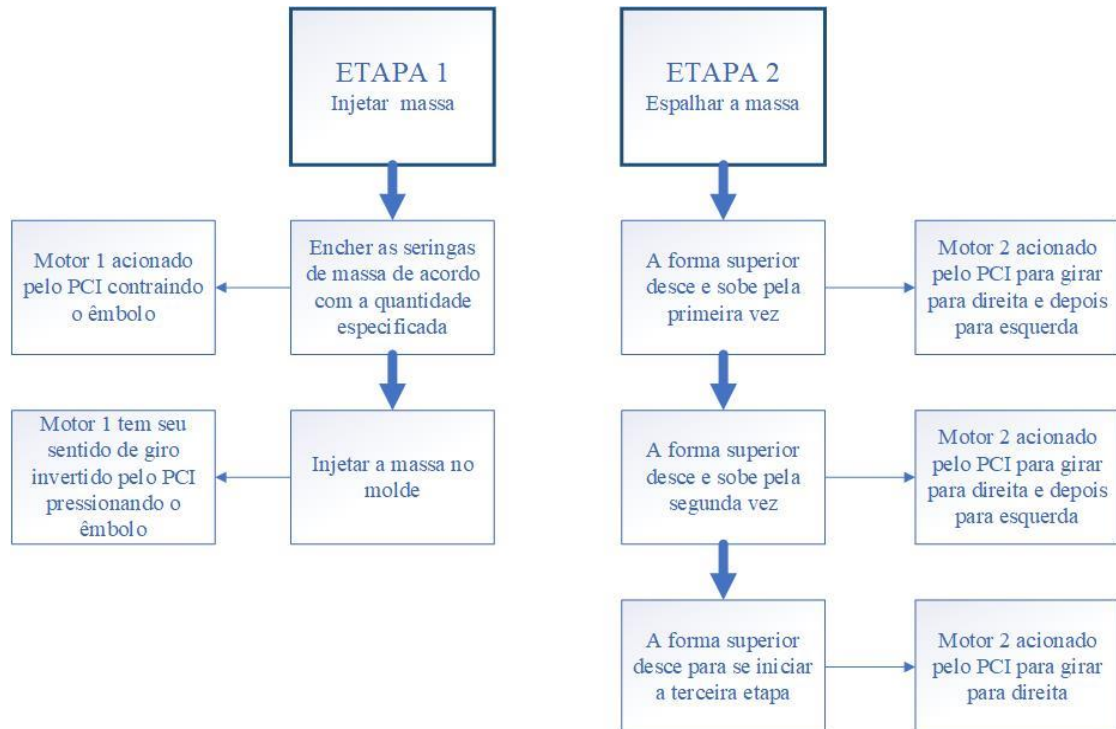 ETAPA 1
Injetar massa
Motor 1 acionado
pelo PCI contraindo
o êmbolo
Encher as seringas
de massa de acordo
com a quantidade
especificada
Motor 1 tem seu
sentido de giro
invertido pelo PCI
pressionando o
êmbolo
Injetar a massa no
molde
ETAPA 2
Espalhar a massa
A forma superior
desce e sobe pela
primeira vez
Motor 2 acionado
pelo PCI para girar
para direita e depois
para esquerda
A forma superior
desce e sobe pela
segunda vez
Motor 2 acionado
pelo PCI para girar
para direita e depois
para esquerda
A forma superior
desce para se iniciar
a terceira etapa
Motor 2 acionado
pelo PCI para girar
para direita